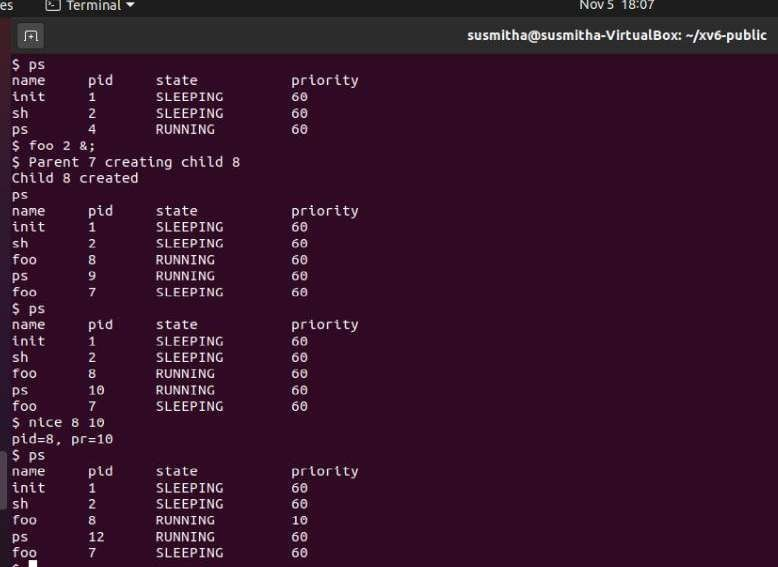 es Terminal Nov 5 18:07
susmitha@susmitha-VirtualBox: ~/xv6-public
$ ps
name pid state priority
init 1 SLEEPING 60
sh 2 SLEEPING 60
ps 4 RUNNING 60
$ foo 2 &;
$ Parent 7 creating child 8
Child 8 created
ps
name pid state priority
init 1 SLEEPING 60
sh 2 SLEEPING 60
foo 8 RUNNING 60
ps 9 RUNNING 60
foo 7 SLEEPING 60
$ ps
name pid state priority
init 1 SLEEPING 60
sh 2 SLEEPING 60
foo 8 RUNNING 60
ps 10 RUNNING 60
foo 7 SLEEPING 60
$ nice 8 10
pid=8, pr=10
$ ps
name pid state priority
init 1 SLEEPING 60
sh 2 SLEEPING 60
foo 8 RUNNING 10
ps 12 RUNNING 60
foo 7 SLEEPING 60
$